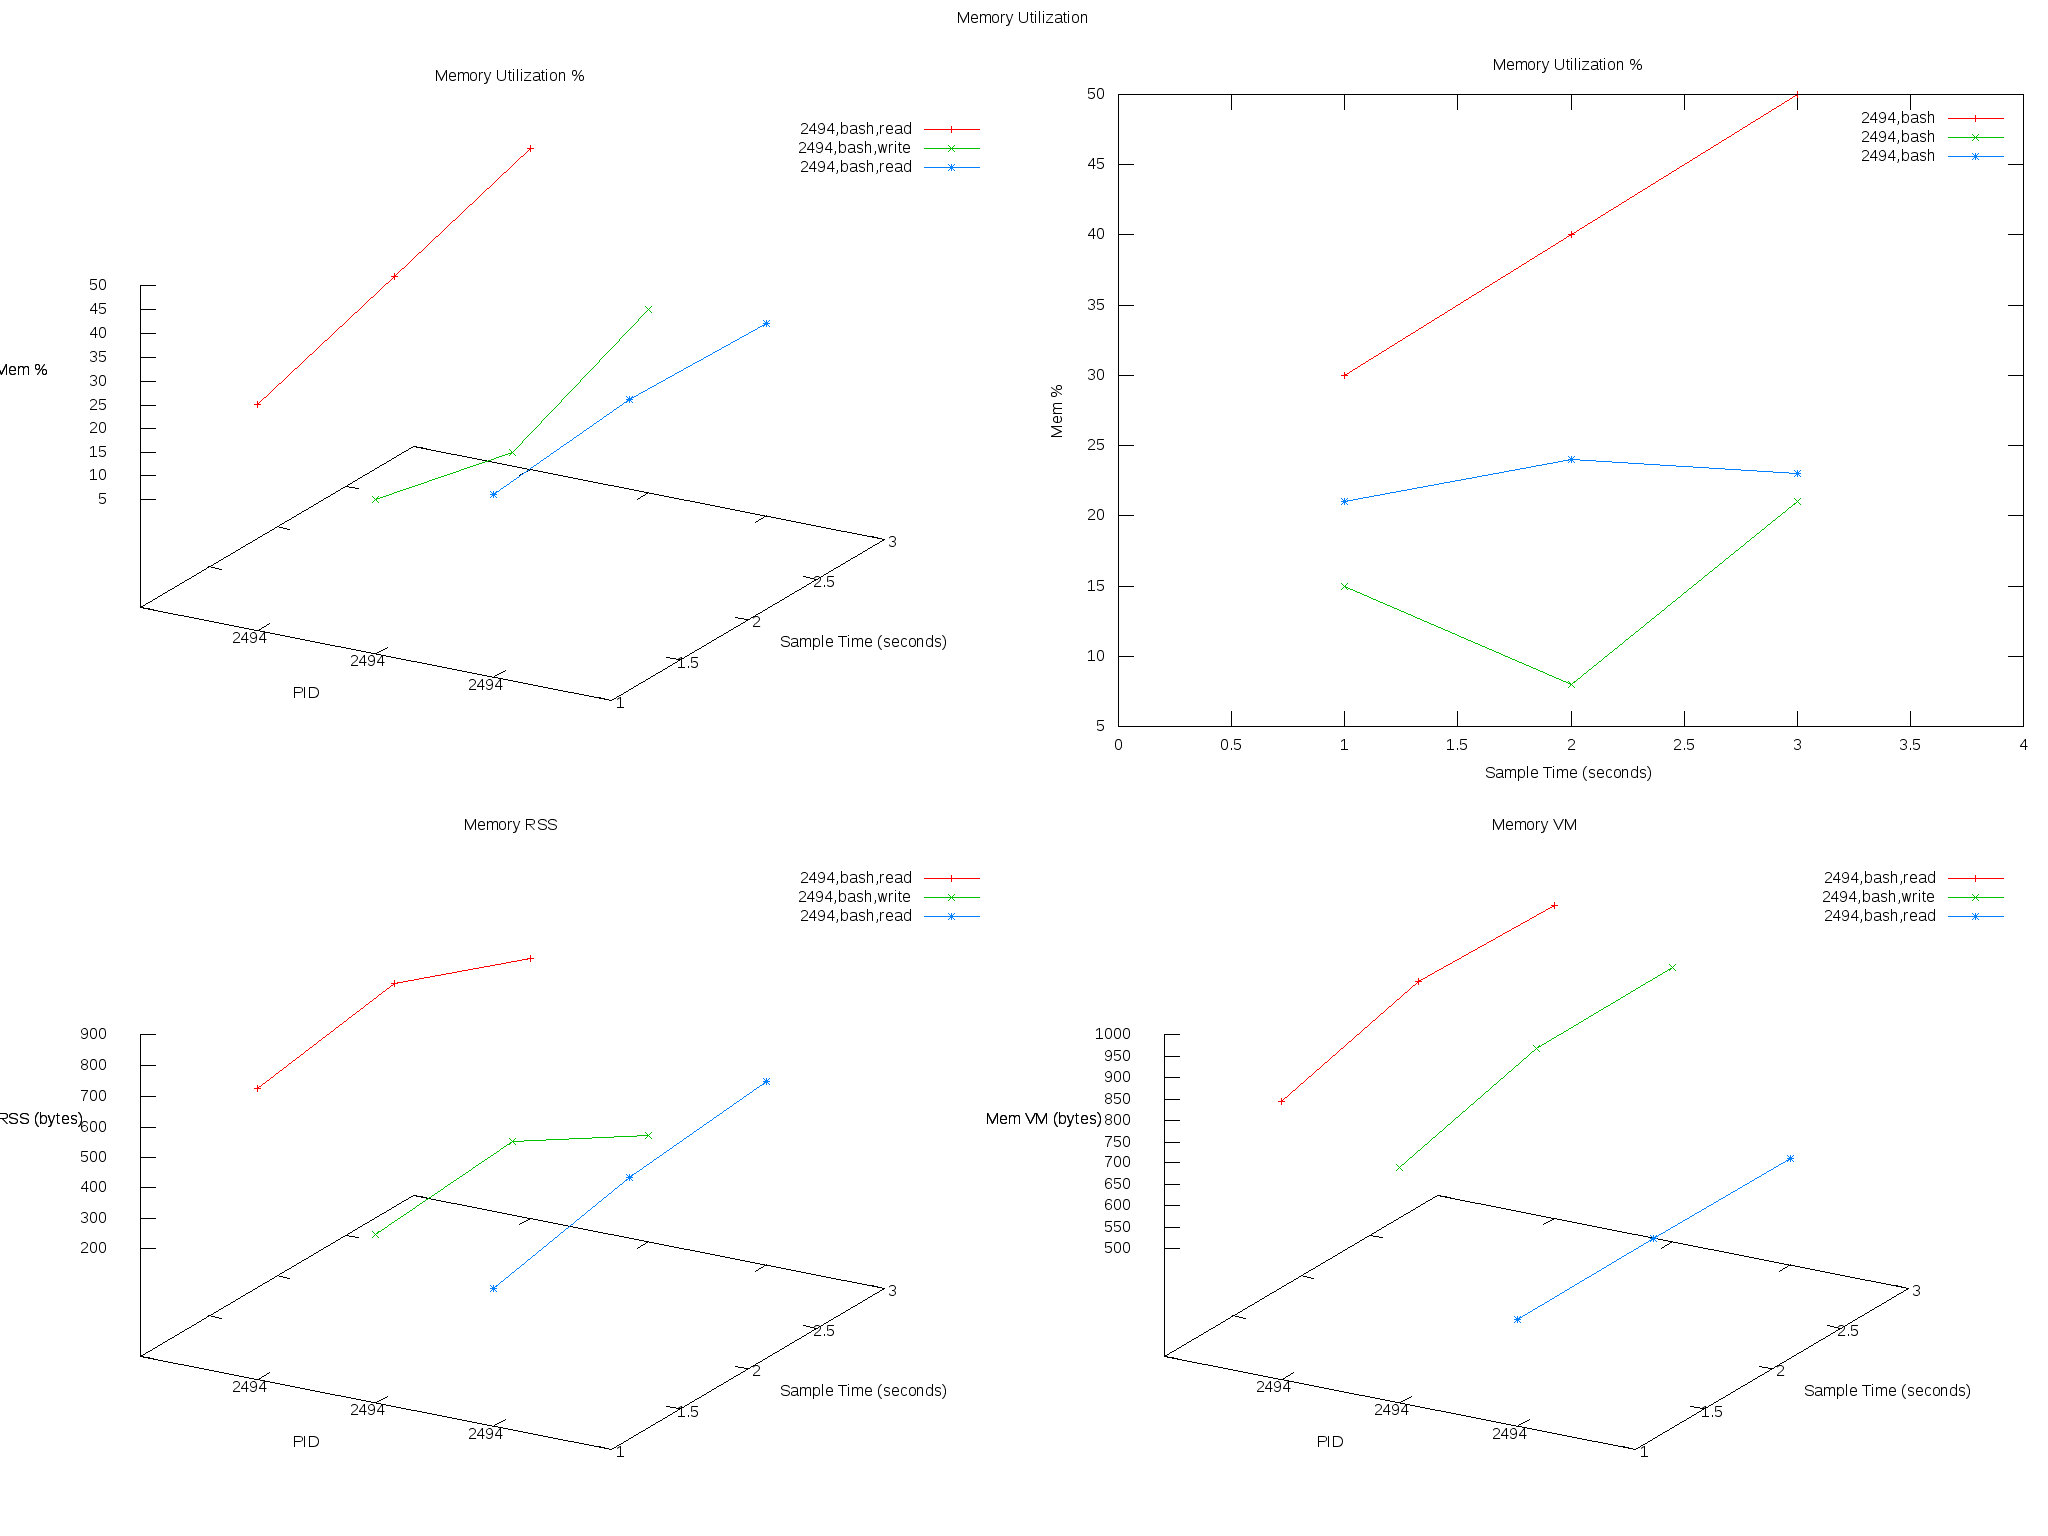 Memory Utilization
Memory Utilization %
2494,bash,read
2494,bash,write
2494,bash,read
50
45
40
35
30
25
20
15
10
5
Mem %
2494
2494
2494
PID
1
1.5
2
2.5
3
Sample Time (seconds)
Memory Utilization %
2494,bash
2494,bash
2494,bash
50
45
40
35
30
25
20
15
10
5
Mem %
0 0.5 1 1.5 2 2.5 3 3.5 4
Sample Time (seconds)
Memory RSS
2494,bash,read
2494,bash,write
2494,bash,read
900
800
700
600
500
400
300
200
RSS (bytes)
2494
2494
2494
PID
1
1.5
2
2.5
3
Sample Time (seconds)
Memory VM
2494,bash,read
2494,bash,write
2494,bash,read
1000
950
900
850
800
750
700
650
600
550
500
Mem VM (bytes)
2494
2494
2494
PID
1
1.5
2
2.5
3
Sample Time (seconds)